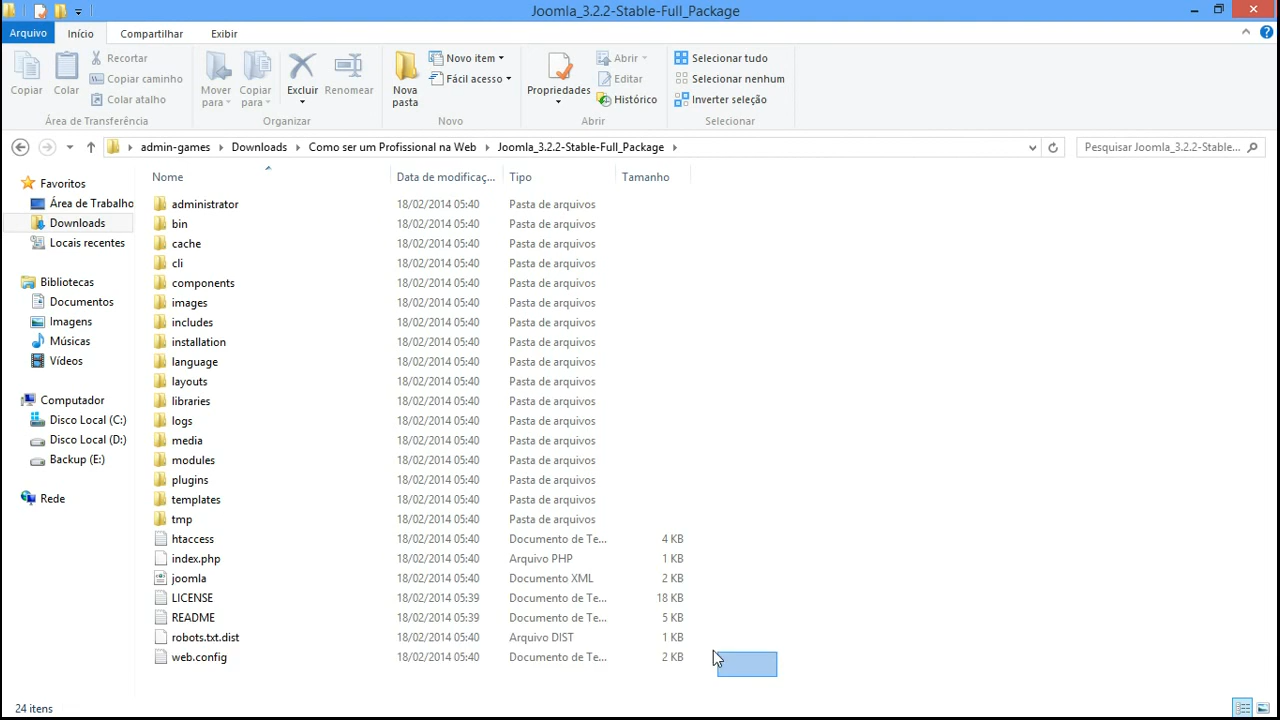 Joomla_3.2.2-Stable-Full_Package
Arquivo Início Compartilhar Exibir
Copiar
Colar
Recortar
Copiar caminho
Colar atalho
Área de Transferência
Mover para
Copiar para
Excluir
Renomear
Organizar
Nova pasta
Novo item
Fácil acesso
Novo
Propriedades
Abrir
Editar
Histórico
Abrir
Selecionar tudo
Selecionar nenhum
Inverter seleção
Selecionar
admin-games Downloads Como ser um Profissional na Web Joomla_3.2.2-Stable-Full_Package
Pesquisar Joomla_3.2.2-Stable...
Favoritos
Área de Trabalho
Downloads
Locais recentes
Bibliotecas
Documentos
Imagens
Músicas
Vídeos
Computador
Disco Local (C:)
Disco Local (D:)
Backup (E:)
Rede
Nome Data de modificaç... Tipo Tamanho
administrator 18/02/2014 05:40 Pasta de arquivos
bin 18/02/2014 05:40 Pasta de arquivos
cache 18/02/2014 05:40 Pasta de arquivos
cli 18/02/2014 05:40 Pasta de arquivos
components 18/02/2014 05:40 Pasta de arquivos
images 18/02/2014 05:40 Pasta de arquivos
includes 18/02/2014 05:40 Pasta de arquivos
installation 18/02/2014 05:40 Pasta de arquivos
language 18/02/2014 05:40 Pasta de arquivos
layouts 18/02/2014 05:40 Pasta de arquivos
libraries 18/02/2014 05:40 Pasta de arquivos
logs 18/02/2014 05:40 Pasta de arquivos
media 18/02/2014 05:40 Pasta de arquivos
modules 18/02/2014 05:40 Pasta de arquivos
plugins 18/02/2014 05:40 Pasta de arquivos
templates 18/02/2014 05:40 Pasta de arquivos
tmp 18/02/2014 05:40 Pasta de arquivos
htaccess 18/02/2014 05:40 Documento de Te... 4 KB
index.php 18/02/2014 05:40 Arquivo PHP 1 KB
joomla 18/02/2014 05:40 Documento XML 2 KB
LICENSE 18/02/2014 05:39 Documento de Te... 18 KB
README 18/02/2014 05:39 Documento de Te... 5 KB
robots.txt.dist 18/02/2014 05:40 Arquivo DIST 1 KB
web.config 18/02/2014 05:40 Documento de Te... 2 KB
24 itens